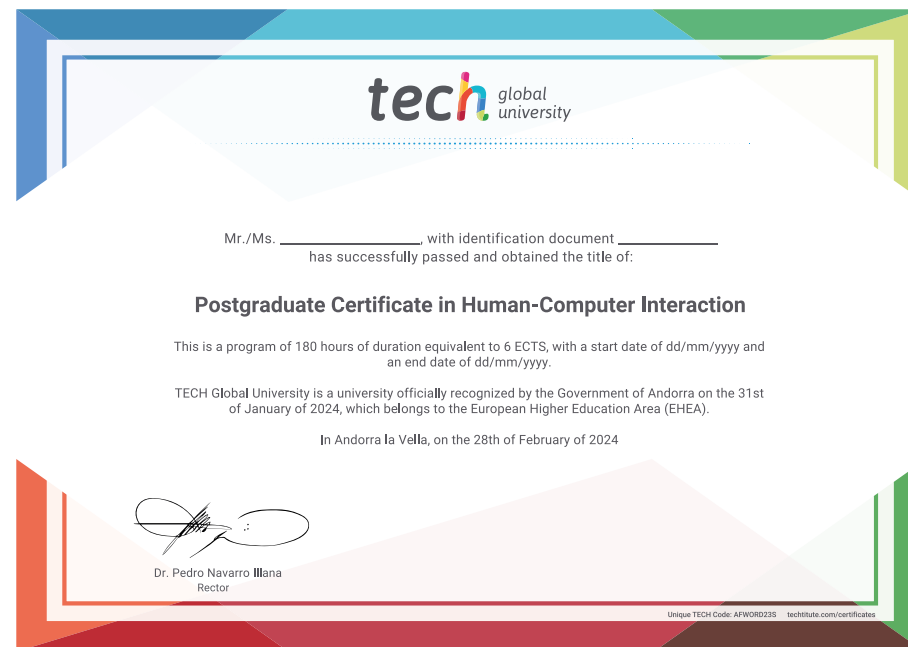 tech global
university
Mr./Ms. ____________________, with identification document ______________
has successfully passed and obtained the title of:
Postgraduate Certificate in Human-Computer Interaction
This is a program of 180 hours of duration equivalent to 6 ECTS, with a start date of dd/mm/yyyy and
an end date of dd/mm/yyyy.
TECH Global University is a university officially recognized by the Government of Andorra on the 31st
of January of 2024, which belongs to the European Higher Education Area (EHEA).
In Andorra la Vella, on the 28th of February of 2024
Dr. Pedro Navarro Illana
Rector
Unique TECH Code: AFWORD23S techtitute.com/certificates